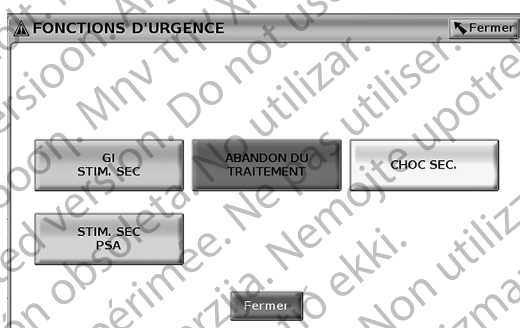 FONCTIONS D'URGENCE
Fermer
GI
STIM. SEC
ABANDON DU
TRAITEMENT
CHOC SEC.
STIM. SEC
PSA
Fermer